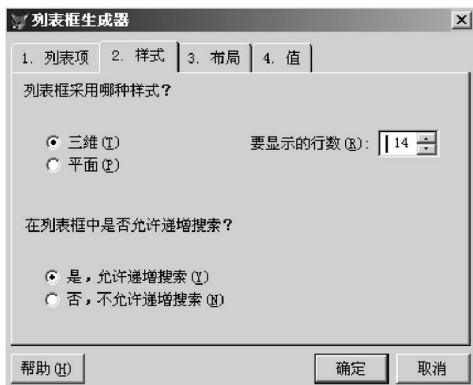 列表框生成器
1. 列表项 2. 样式 3. 布局 4. 值
列表框采用哪种样式?
三维(T) 要显示的行数(R): 14
平面(P)
在列表框中是否允许递增搜索?
是,允许递增搜索(Y)
否,不允许递增搜索(N)
帮助(H) 确定 取消